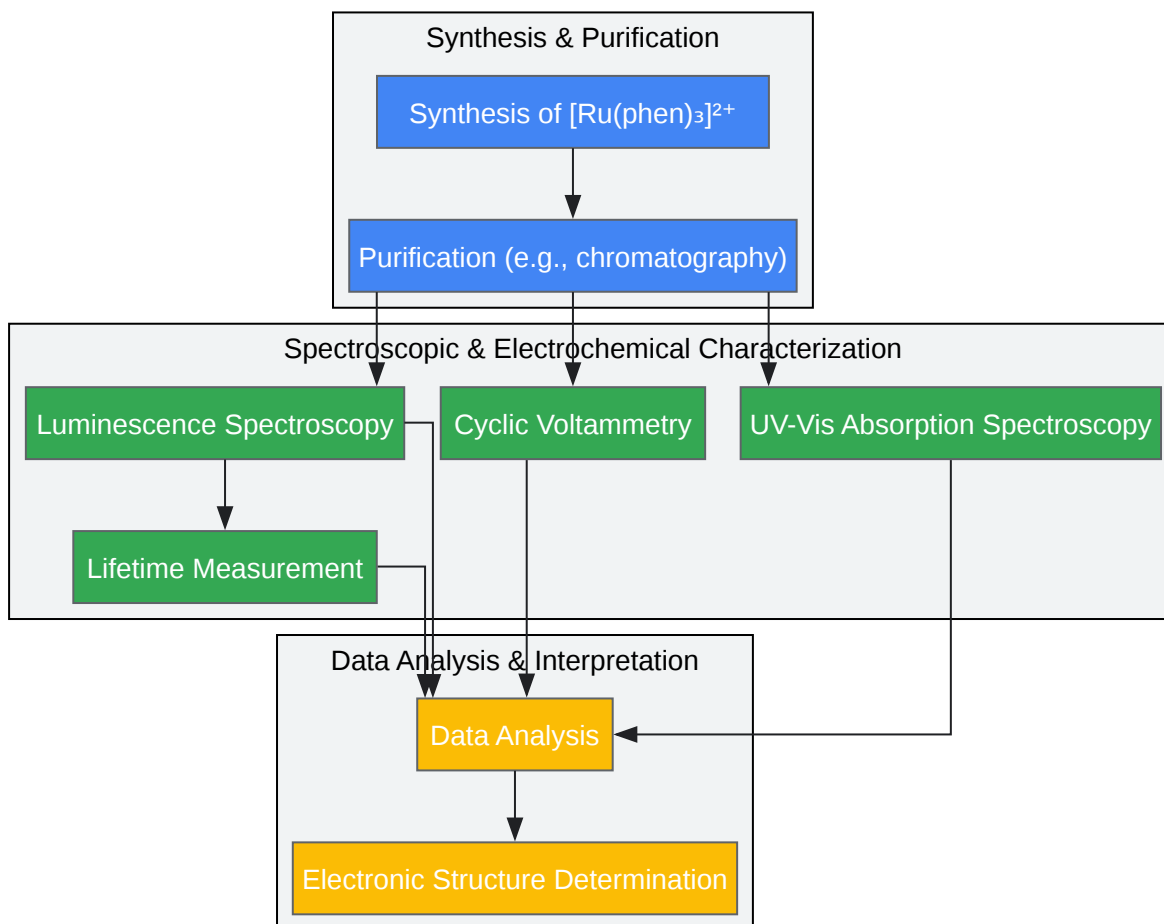 Synthesis & Purification
Synthesis of [Ru(phen)₃]²⁺
Purification (e.g., chromatography)
Spectroscopic & Electrochemical Characterization
Luminescence Spectroscopy
Cyclic Voltammetry
UV-Vis Absorption Spectroscopy
Lifetime Measurement
Data Analysis & Interpretation
Data Analysis
Electronic Structure Determination